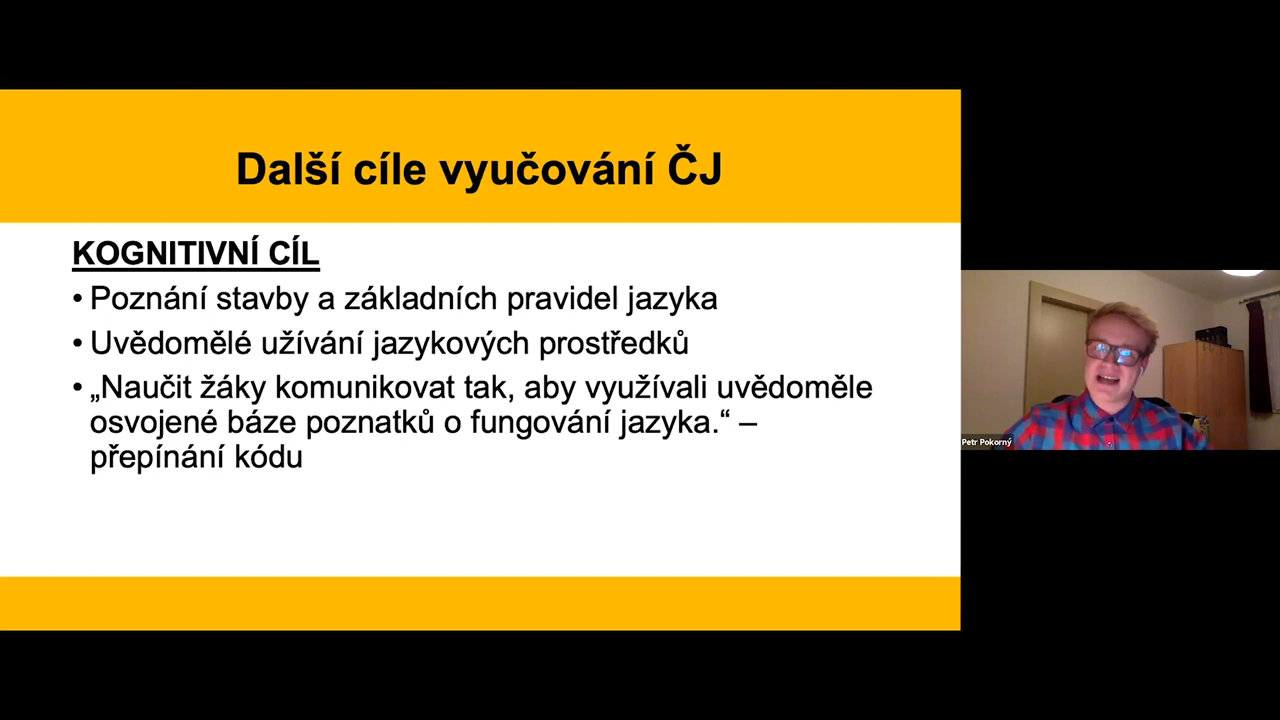 Další cíle vyučování ČJ
KOGNITIVNÍ CÍL
• Poznání stavby a základních pravidel jazyka
• Uvědomělé užívání jazykových prostředků
• „Naučit žáky komunikovat tak, aby využívali uvědoměle
osvojené báze poznatků o fungování jazyka.“ –
přepínání kódu
Petr Pokorný